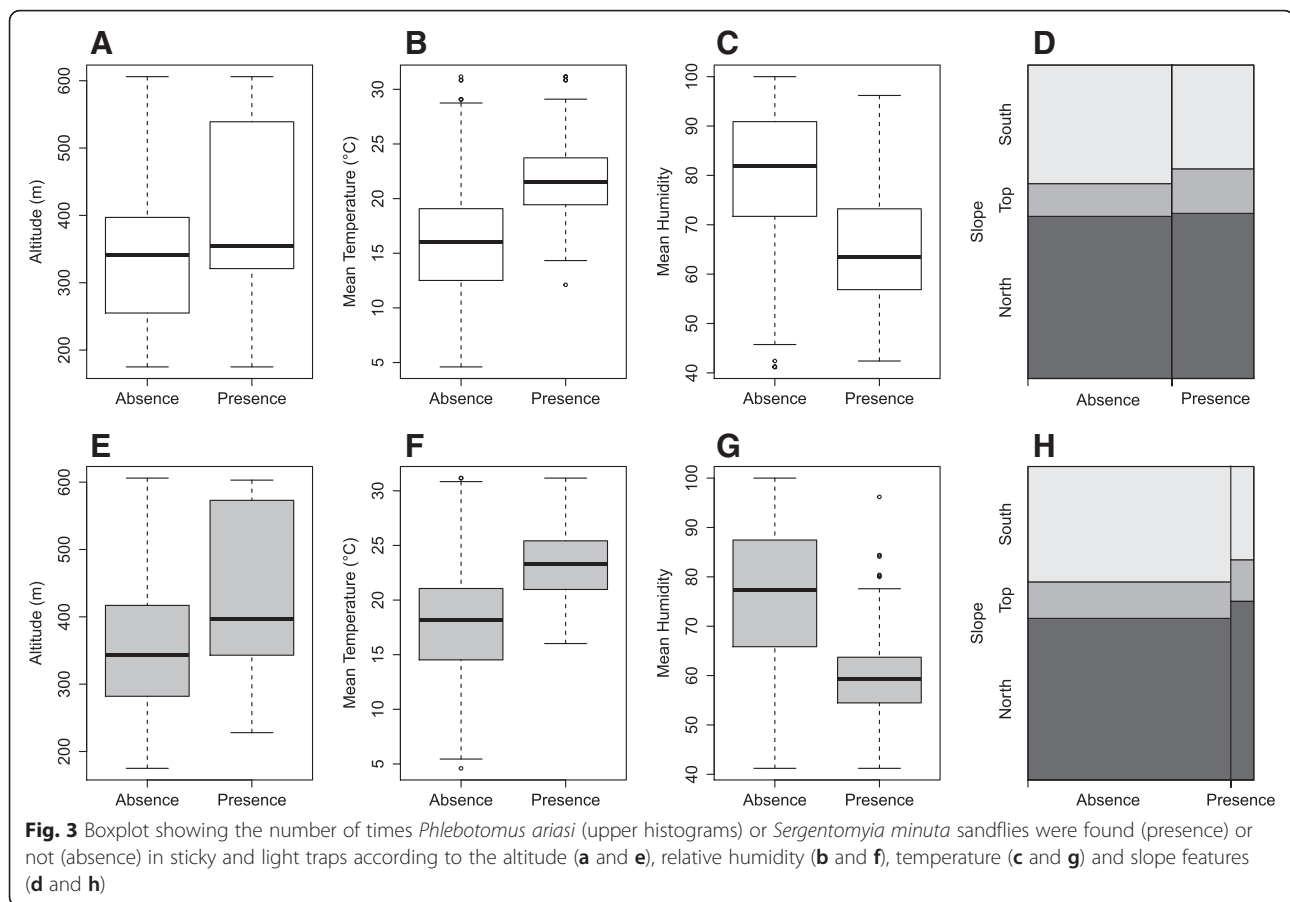 A
B
C
D
Altitude (m)
600
500
400
300
200
Absence
Presence
Mean Temperature (°C)
30
25
20
15
10
5
Absence
Presence
Mean Humidity
100
90
80
70
60
50
40
Absence
Presence
Slope
South
Top
North
Absence
Presence
E
F
G
H
Altitude (m)
600
500
400
300
200
Absence
Presence
Mean Temperature (°C)
30
25
20
15
10
5
Absence
Presence
Mean Humidity
100
90
80
70
60
50
40
Absence
Presence
Slope
South
Top
North
Absence
Presence
Fig. 3 Boxplot showing the number of times Phlebotomus ariasi (upper histograms) or Sergentomyia minuta sandflies were found (presence) or
not (absence) in sticky and light traps according to the altitude (a and e), relative humidity (b and f), temperature (c and g) and slope features
(d and h)